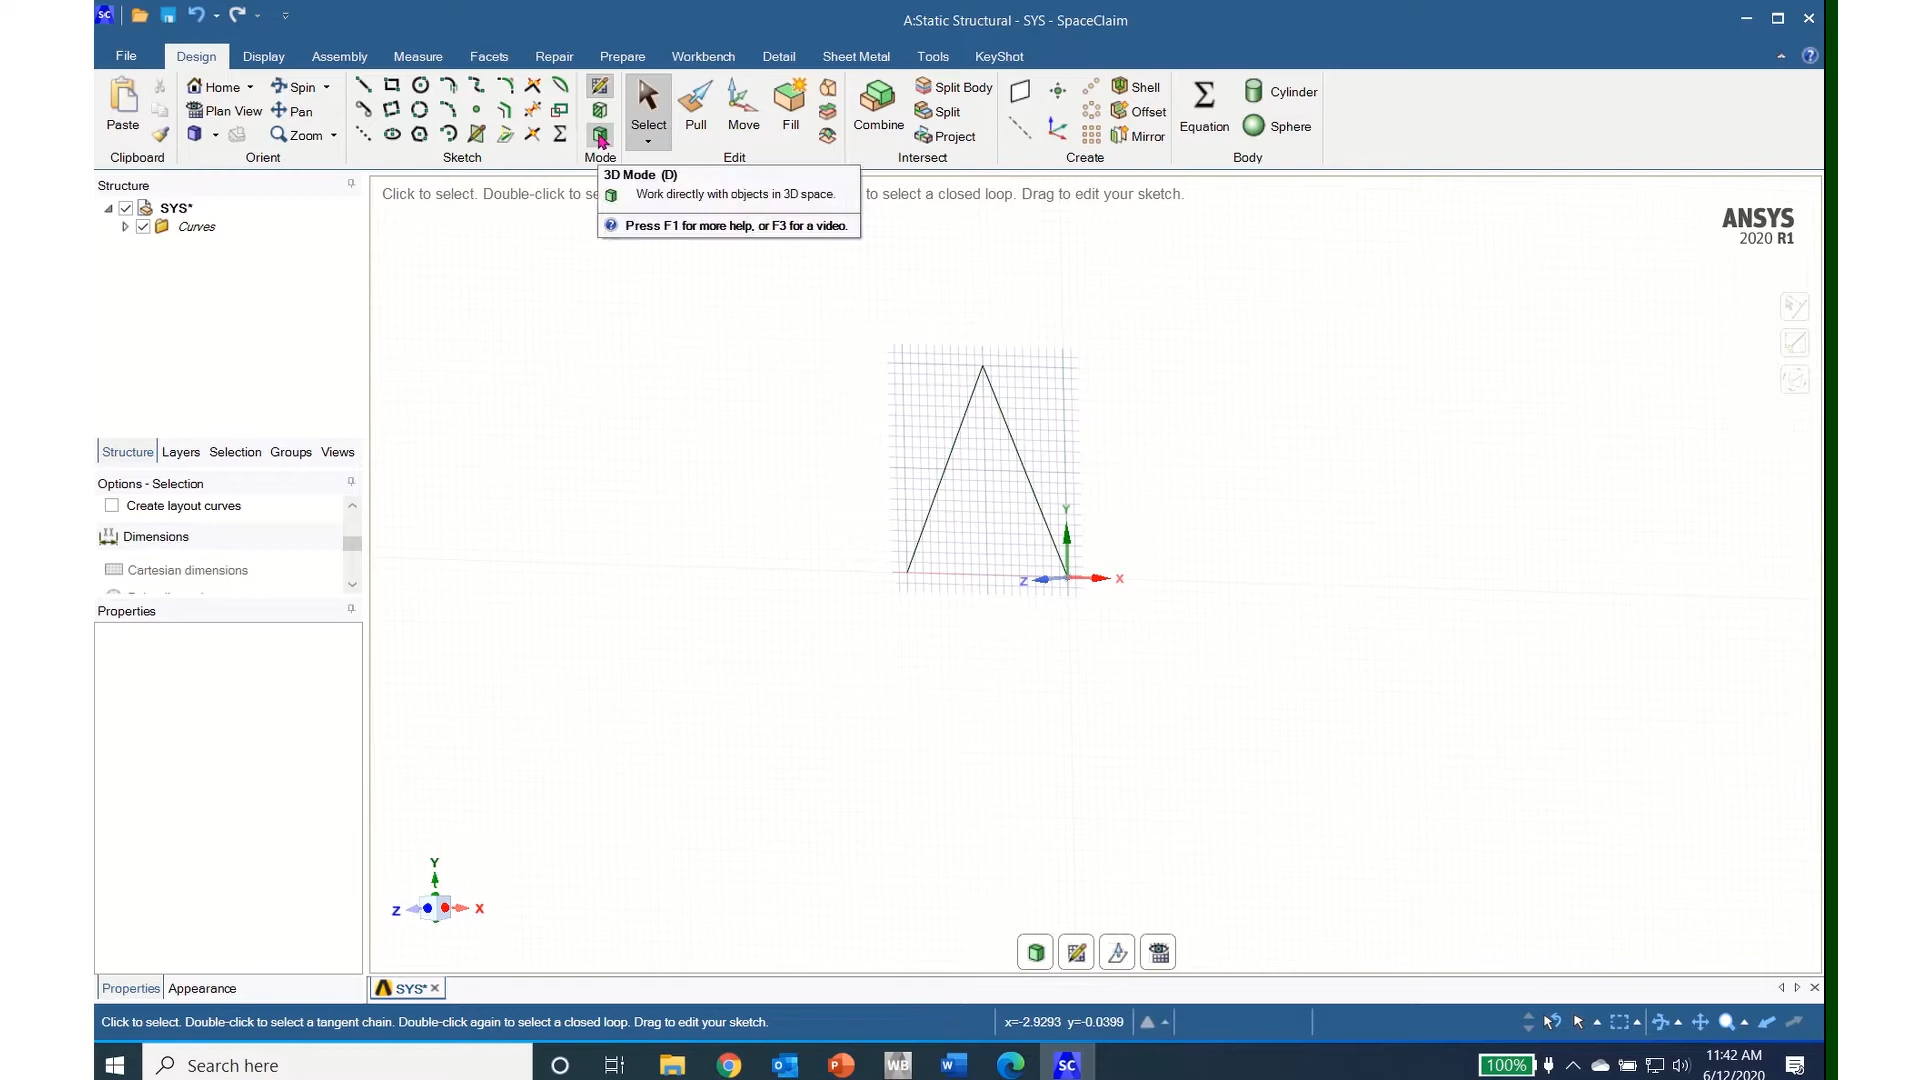 SC
A:Static Structural - SYS - SpaceClaim
File Design Display Assembly Measure Facets Repair Prepare Workbench Detail Sheet Metal Tools KeyShot
Paste
Clipboard
Home Spin
Plan View Pan
Zoom
Orient
Sketch
Mode
Select Pull Move Fill
Edit
Combine Split Body
Split
Project
Intersect
Shell
Offset
Mirror
Create
Equation Cylinder
Sphere
Body
3D Mode (D)
Work directly with objects in 3D space.
Press F1 for more help, or F3 for a video.
Structure
SYS*
Curves
Click to select. Double-click to se
to select a closed loop. Drag to edit your sketch.
ANSYS
2020 R1
Structure Layers Selection Groups Views
Options - Selection
Create layout curves
Dimensions
Cartesian dimensions
Properties
Y
Z X
Y
Z X
Properties Appearance
SYS*
Click to select. Double-click to select a tangent chain. Double-click again to select a closed loop. Drag to edit your sketch.
x=-2.9293 y=-0.0399
Search here
WB
SC
100%
11:42 AM
6/12/2020